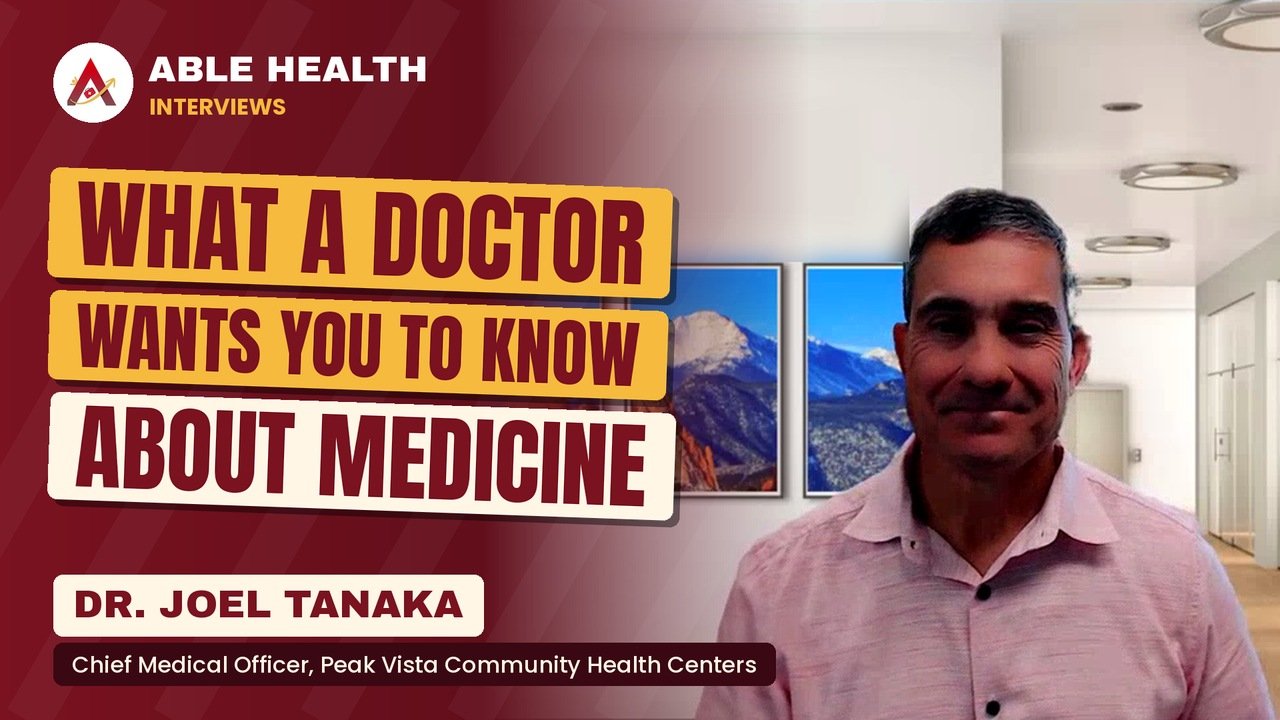 ABLE HEALTH
INTERVIEWS
WHAT A DOCTOR
WANTS YOU TO KNOW
ABOUT MEDICINE
DR. JOEL TANAKA
Chief Medical Officer, Peak Vista Community Health Centers